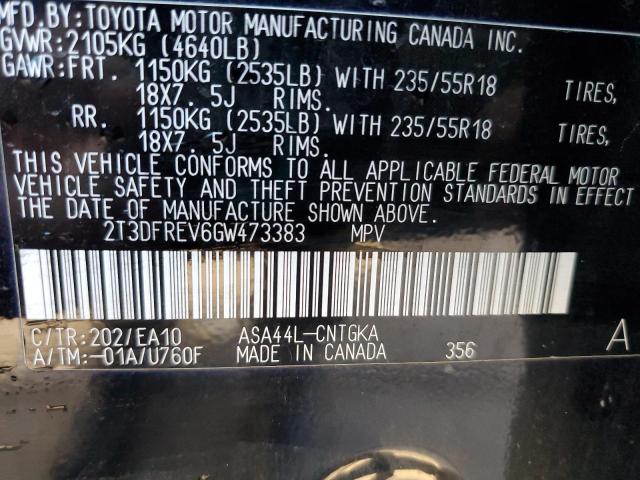 MFD.BY:TOYOTA MOTOR MANUFACTURING CANADA INC.
GVWR:2105KG (4640LB)
GAWR:FRT. 1150KG (2535LB) WITH 235/55R18 TIRES,
18X7. 5J RIMS.
RR. 1150KG (2535LB) WITH 235/55R18 TIRES,
18X7. 5J RIMS.
THIS VEHICLE CONFORMS TO ALL APPLICABLE FEDERAL MOTOR
VEHICLE SAFETY AND THEFT PREVENTION STANDARDS IN EFFECT
THE DATE OF MANUFACTURE SHOWN ABOVE.
2T3DFREV6GW473383 MPV
C/TR:202/EA10 ASA44L-CNTGKA
A/TM:-01A/U760F MADE IN CANADA 356 A